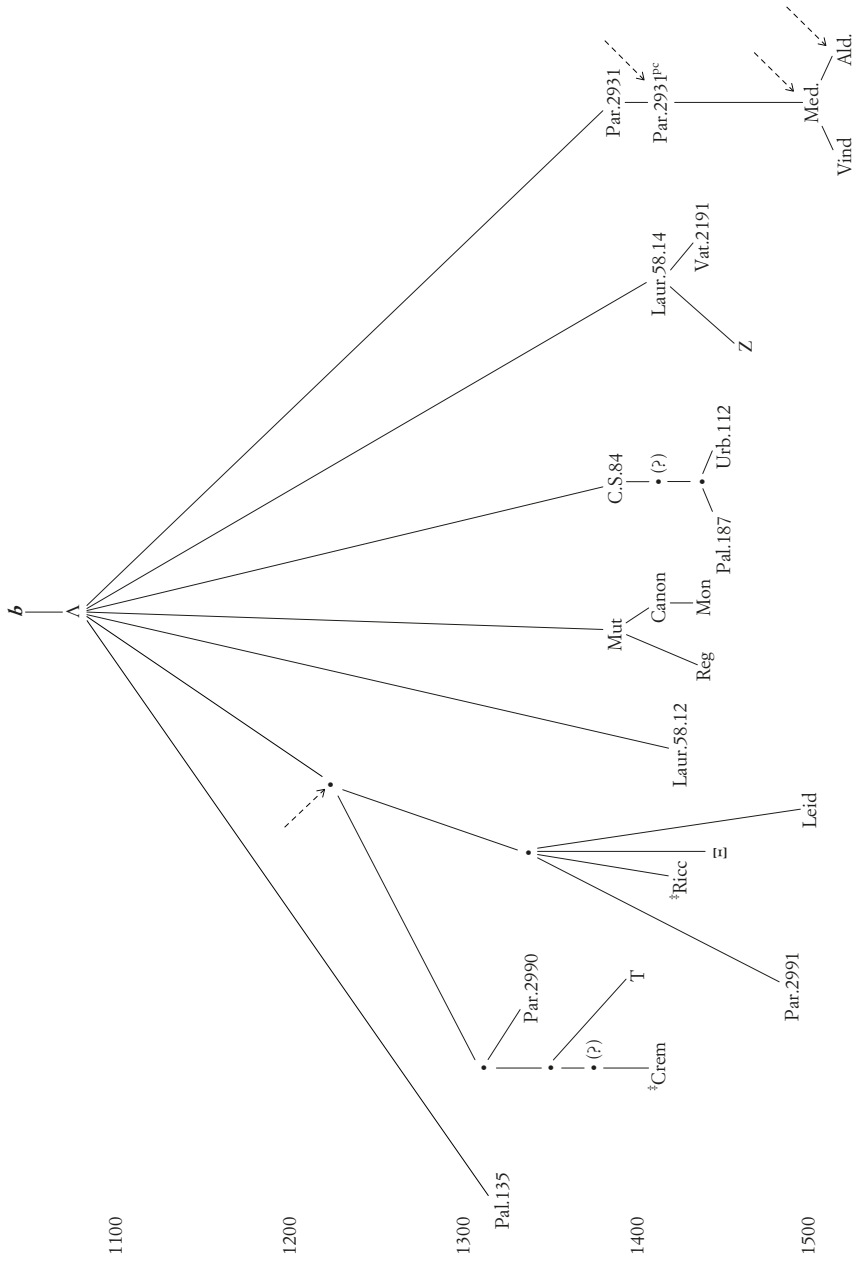 b
Λ
1100
1200
1300
1400
1500
Pal.135
Par.2990
T
(?)
‡Crem
Par.2991
‡Ricc
Ξ
Leid
Laur.58.12
Mut
Reg
Canon
Mon
C.S.84
(?)
Pal.187
Urb.112
Laur.58.14
Z
Vat.2191
Par.2931
Par.2931pc
Med.
Vind
Ald.